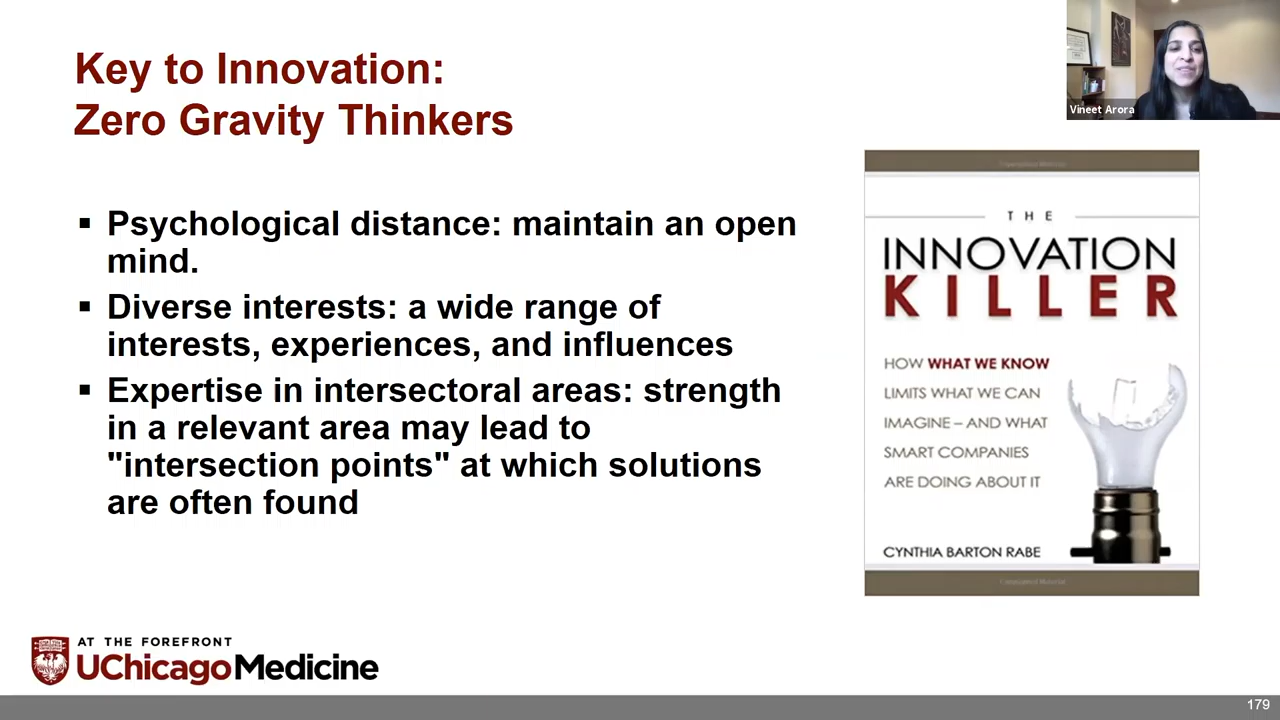 Key to Innovation:
Zero Gravity Thinkers
Vineet Arora
▪ Psychological distance: maintain an open
mind.
▪ Diverse interests: a wide range of
interests, experiences, and influences
▪ Expertise in intersectoral areas: strength
in a relevant area may lead to
"intersection points" at which solutions
are often found
THE
INNOVATION
KILLER
HOW WHAT WE KNOW
LIMITS WHAT WE CAN
IMAGINE – AND WHAT
SMART COMPANIES
ARE DOING ABOUT IT
CYNTHIA BARTON RABE
AT THE FOREFRONT
UChicago Medicine
179